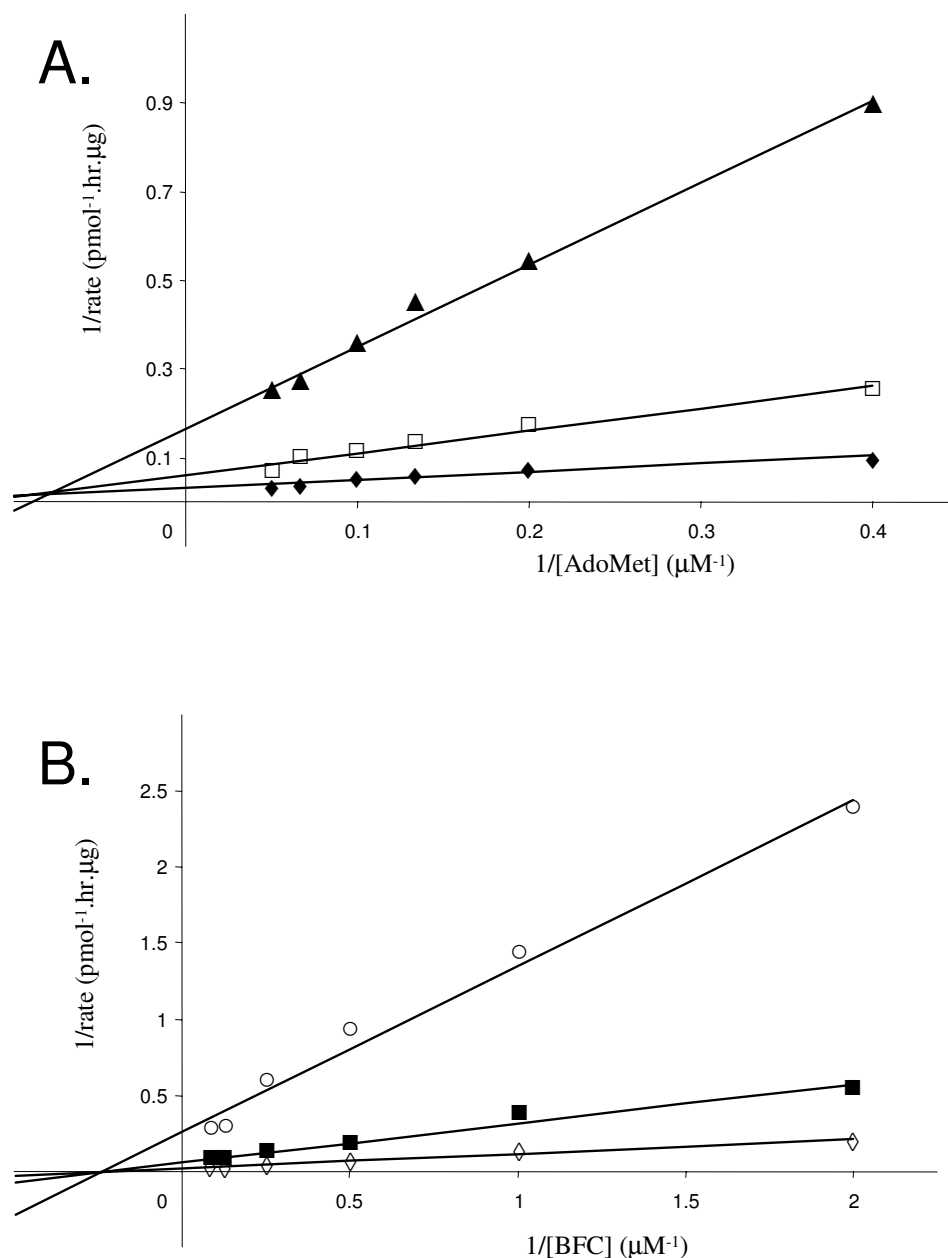 A.
1/rate (pmol⁻¹.hr.µg)
0.9
0.7
0.5
0.3
0.1
0 0.1 0.2 0.3 0.4
1/[AdoMet] (µM⁻¹)
B.
1/rate (pmol⁻¹.hr.µg)
2.5
2
1.5
1
0.5
0 0.5 1 1.5 2
1/[BFC] (µM⁻¹)